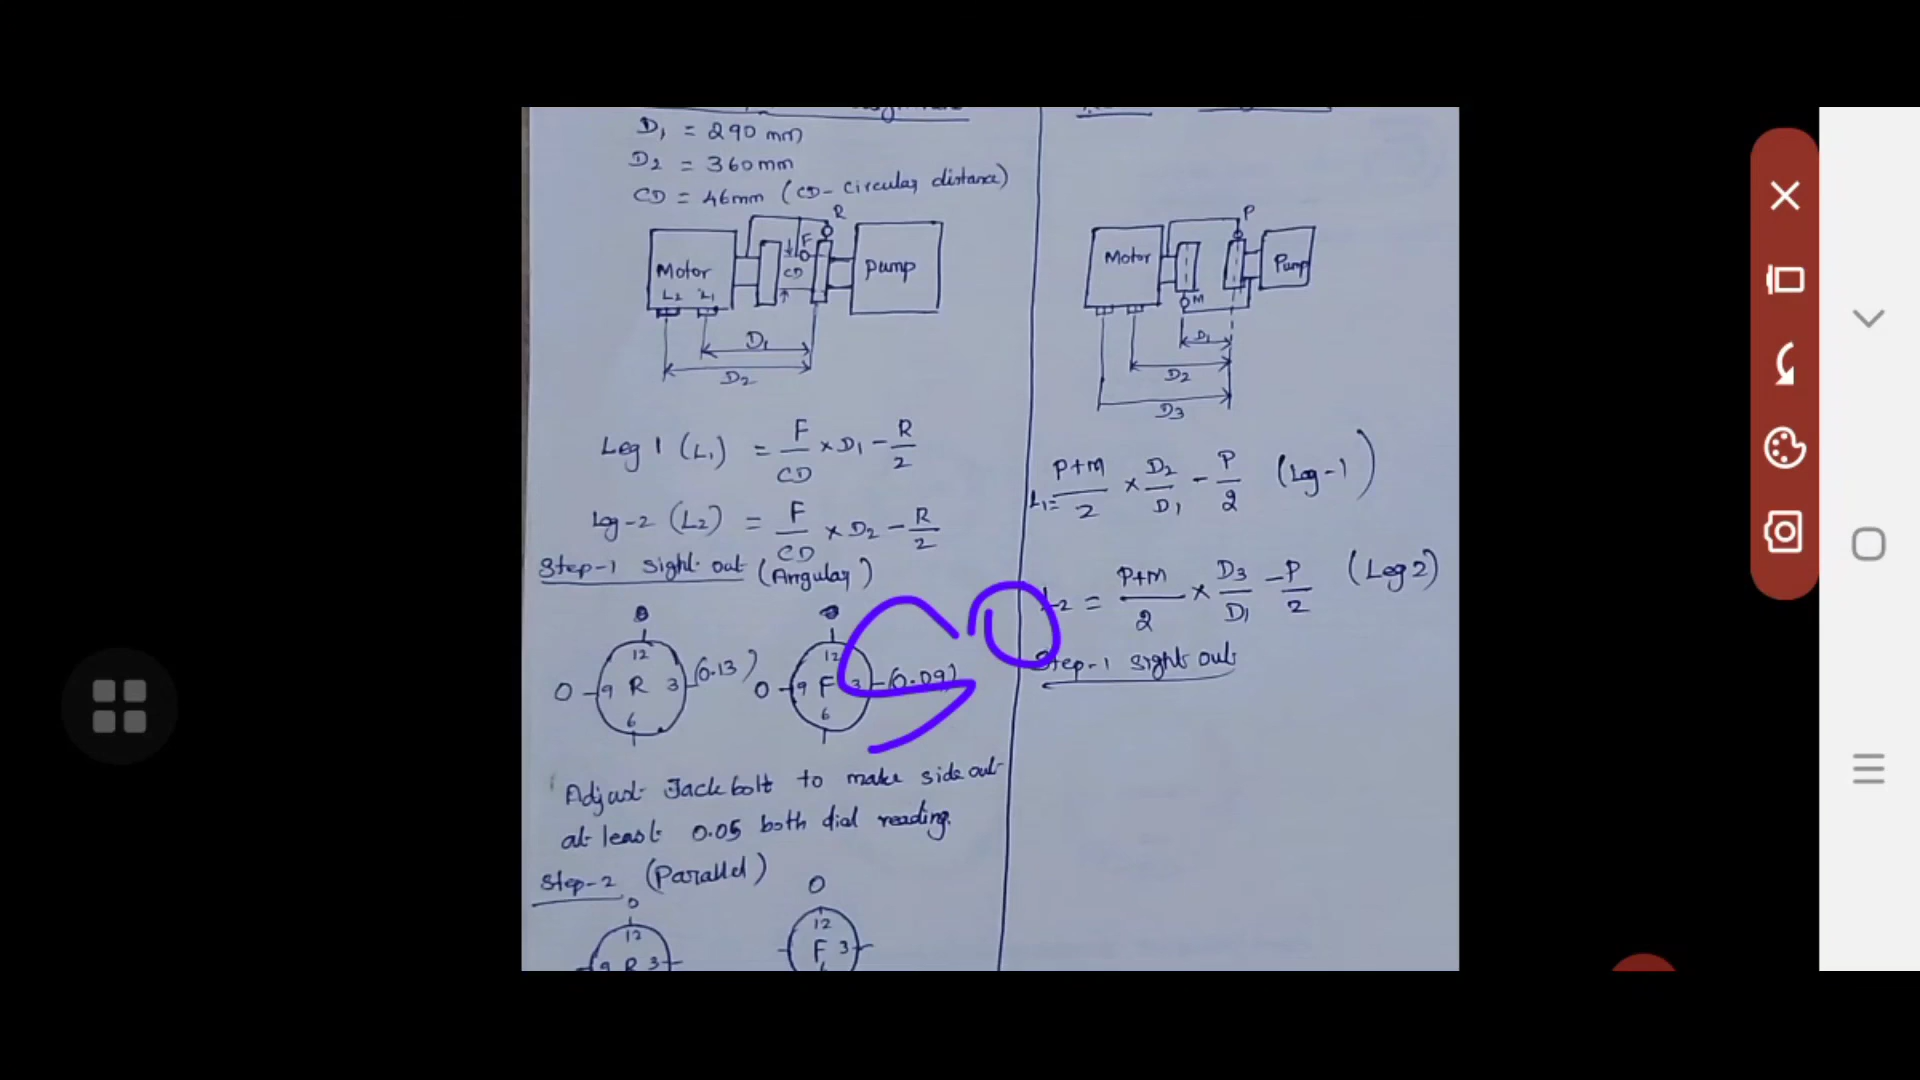 D1 = 290 mm
D2 = 360 mm
CD = 46mm (CD- Circular distance)
R
F
CD
Motor
L2 L1
Pump
D1
D2
Leg 1 (L1) = F/CD × D1 - R/2
Leg-2 (L2) = F/CD × D2 - R/2
Step-1 Sight out (Angular)
0 12 9 R 3 6 (0.13)
0 12 9 F 3 6 (0.09)
Adjust Jack bolt to make side out
at least 0.05 both dial reading.
Step-2 (Parallel)
0 12 9 R 3
0 12 F 3
P
Motor
Pump
M
D1
D2
D3
L1= P+M/2 × D2/D1 - P/2 (Leg-1)
L2 = P+M/2 × D3/D1 - P/2 (Leg 2)
Step-1 Sight out